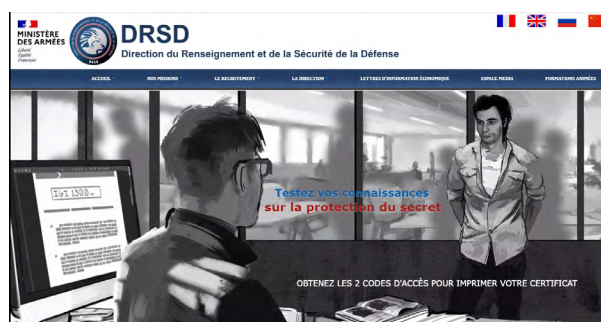 MINISTÈRE
DES ARMÉES
Liberté
Égalité
Fraternité
DRSD
Direction du Renseignement et de la Sécurité de la Défense
ACCUEIL
NOS MISSIONS
LE RECRUTEMENT
LA DIRECTION
LETTRES D'INFORMATION ÉCONOMIQUE
ESPACE MEDIA
FORMATIONS ANIMÉES
IGI 1300
Testez vos connaissances
sur la protection du secret
OBTENEZ LES 2 CODES D'ACCÈS POUR IMPRIMER VOTRE CERTIFICAT